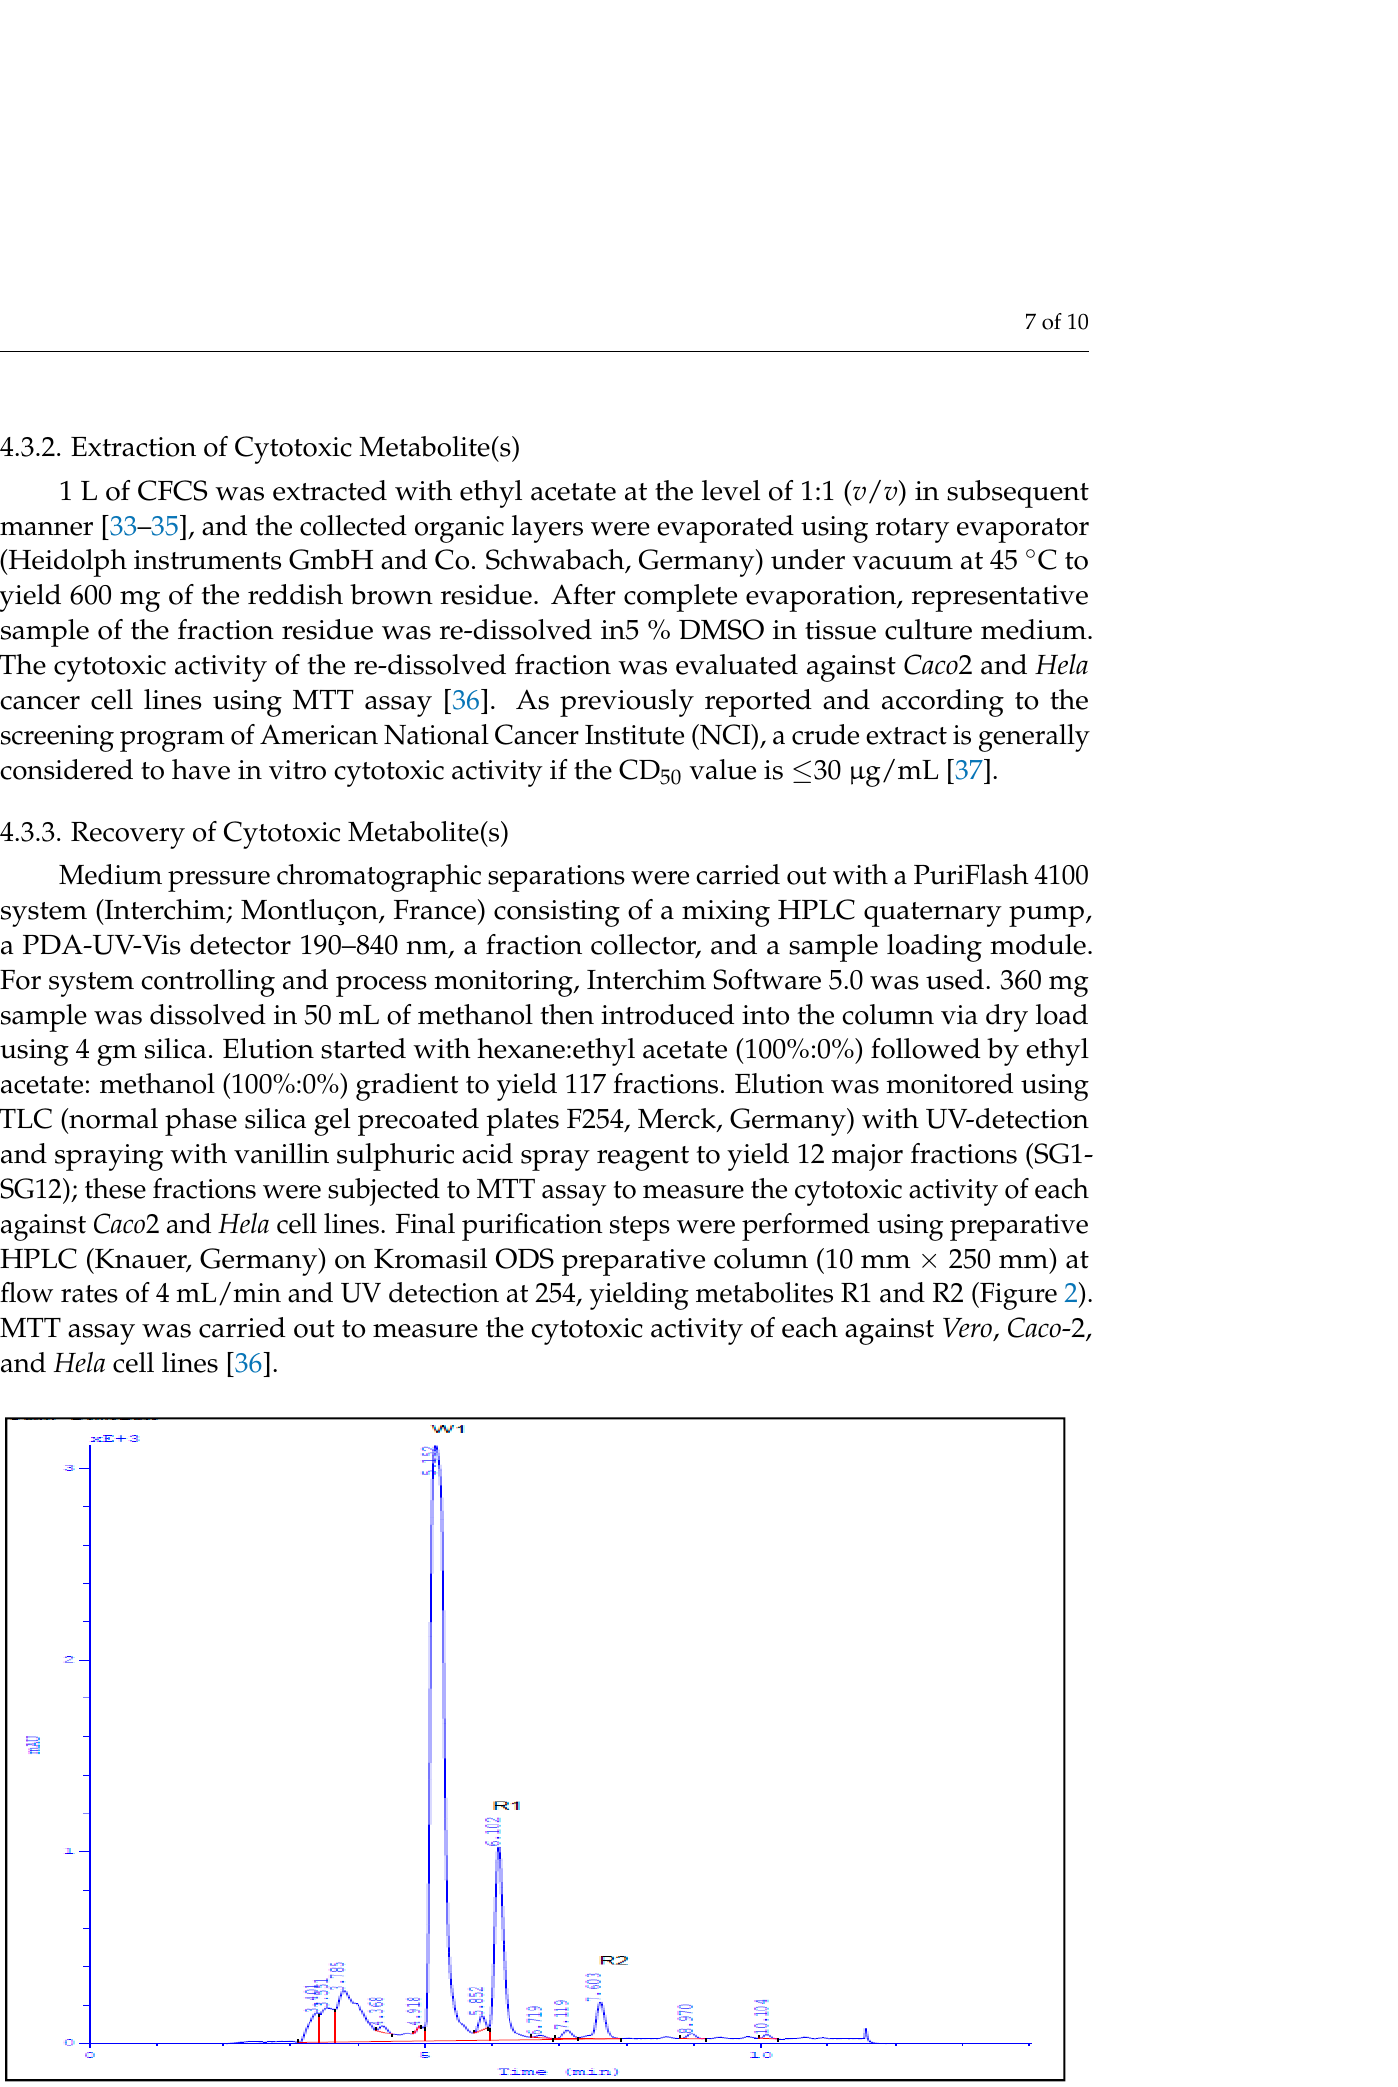 7 of 10
4.3.2. Extraction of Cytotoxic Metabolite(s)
1 L of CFCS was extracted with ethyl acetate at the level of 1:1 (v/v) in subsequent
manner [33–35], and the collected organic layers were evaporated using rotary evaporator
(Heidolph instruments GmbH and Co. Schwabach, Germany) under vacuum at 45 °C to
yield 600 mg of the reddish brown residue. After complete evaporation, representative
sample of the fraction residue was re-dissolved in5 % DMSO in tissue culture medium.
The cytotoxic activity of the re-dissolved fraction was evaluated against Caco2 and Hela
cancer cell lines using MTT assay [36]. As previously reported and according to the
screening program of American National Cancer Institute (NCI), a crude extract is generally
considered to have in vitro cytotoxic activity if the CD50 value is ≤30 µg/mL [37].
4.3.3. Recovery of Cytotoxic Metabolite(s)
Medium pressure chromatographic separations were carried out with a PuriFlash 4100
system (Interchim; Montluçon, France) consisting of a mixing HPLC quaternary pump,
a PDA-UV-Vis detector 190–840 nm, a fraction collector, and a sample loading module.
For system controlling and process monitoring, Interchim Software 5.0 was used. 360 mg
sample was dissolved in 50 mL of methanol then introduced into the column via dry load
using 4 gm silica. Elution started with hexane:ethyl acetate (100%:0%) followed by ethyl
acetate: methanol (100%:0%) gradient to yield 117 fractions. Elution was monitored using
TLC (normal phase silica gel precoated plates F254, Merck, Germany) with UV-detection
and spraying with vanillin sulphuric acid spray reagent to yield 12 major fractions (SG1-
SG12); these fractions were subjected to MTT assay to measure the cytotoxic activity of each
against Caco2 and Hela cell lines. Final purification steps were performed using preparative
HPLC (Knauer, Germany) on Kromasil ODS preparative column (10 mm × 250 mm) at
flow rates of 4 mL/min and UV detection at 254, yielding metabolites R1 and R2 (Figure 2).
MTT assay was carried out to measure the cytotoxic activity of each against Vero, Caco-2,
and Hela cell lines [36].
W1
xE+3
5.152
3
2
mAU
R1
6.102
1
R2
3.401
3.551
3.785
4.368
4.918
5.852
6.719
7.119
7.603
8.970
10.104
0
0
5
10
Time (min)